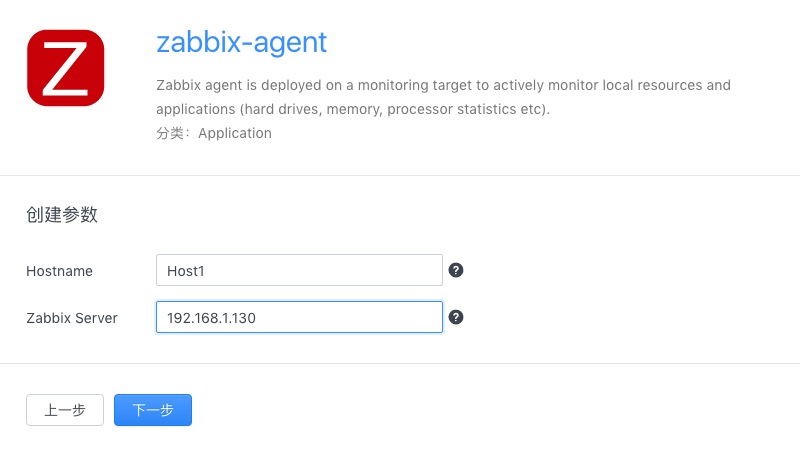 Z
zabbix-agent
Zabbix agent is deployed on a monitoring target to actively monitor local resources and
applications (hard drives, memory, processor statistics etc).
分类：Application
创建参数
Hostname Host1 ?
Zabbix Server 192.168.1.130 ?
上一步 下一步